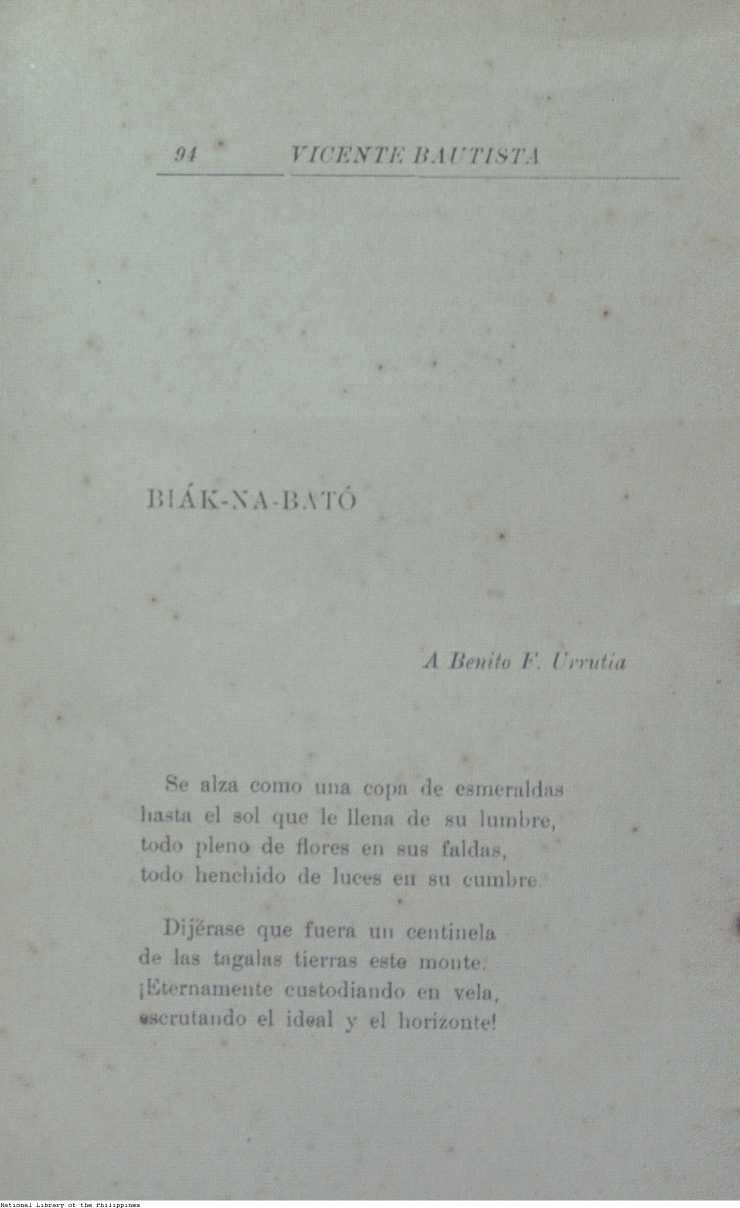 94 VICENTE BAUTISTA
BIÁK-NA-BATÓ
A Benito F. Urrutia
Se alza como una copa de esmeraldas
hasta el sol que le llena de su lumbre,
todo pleno de flores en sus faldas,
todo henchido de luces en su cumbre.
Dijérase que fuera un centinela
de las tagalas tierras este monte.
¡Eternamente custodiando en vela,
escrutando el ideal y el horizonte!
National Library of the Philippines